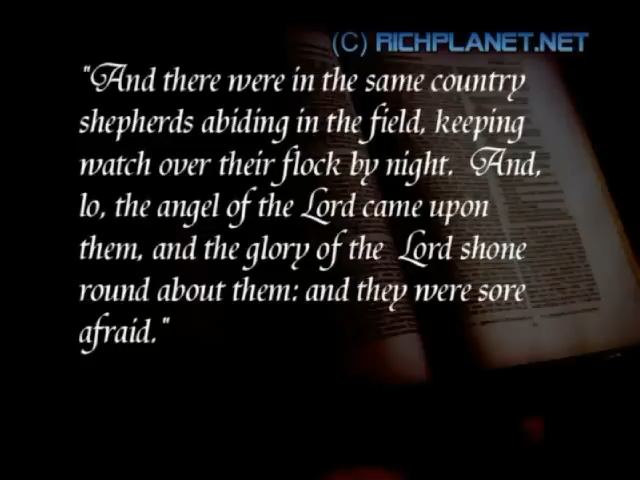 (C) RICHPLANET.NET
"And there were in the same country
shepherds abiding in the field, keeping
watch over their flock by night. And,
lo, the angel of the Lord came upon
them, and the glory of the Lord shone
round about them: and they were sore
afraid."